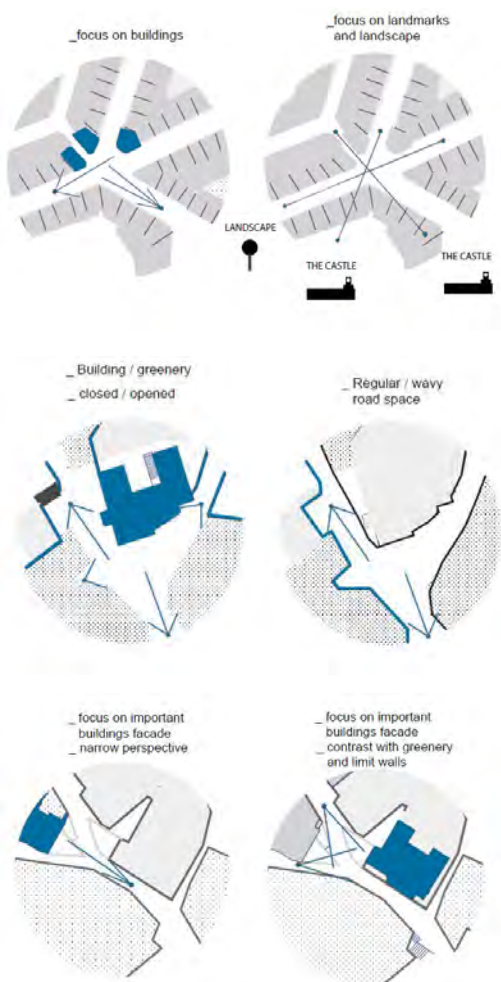 _focus on buildings
_focus on landmarks
and landscape
LANDSCAPE
THE CASTLE
THE CASTLE
_ Building / greenery
_ closed / opened
_ Regular / wavy
road space
_ focus on important
buildings facade
_ narrow perspective
_ focus on important
buildings facade
_ contrast with greenery
and limit walls